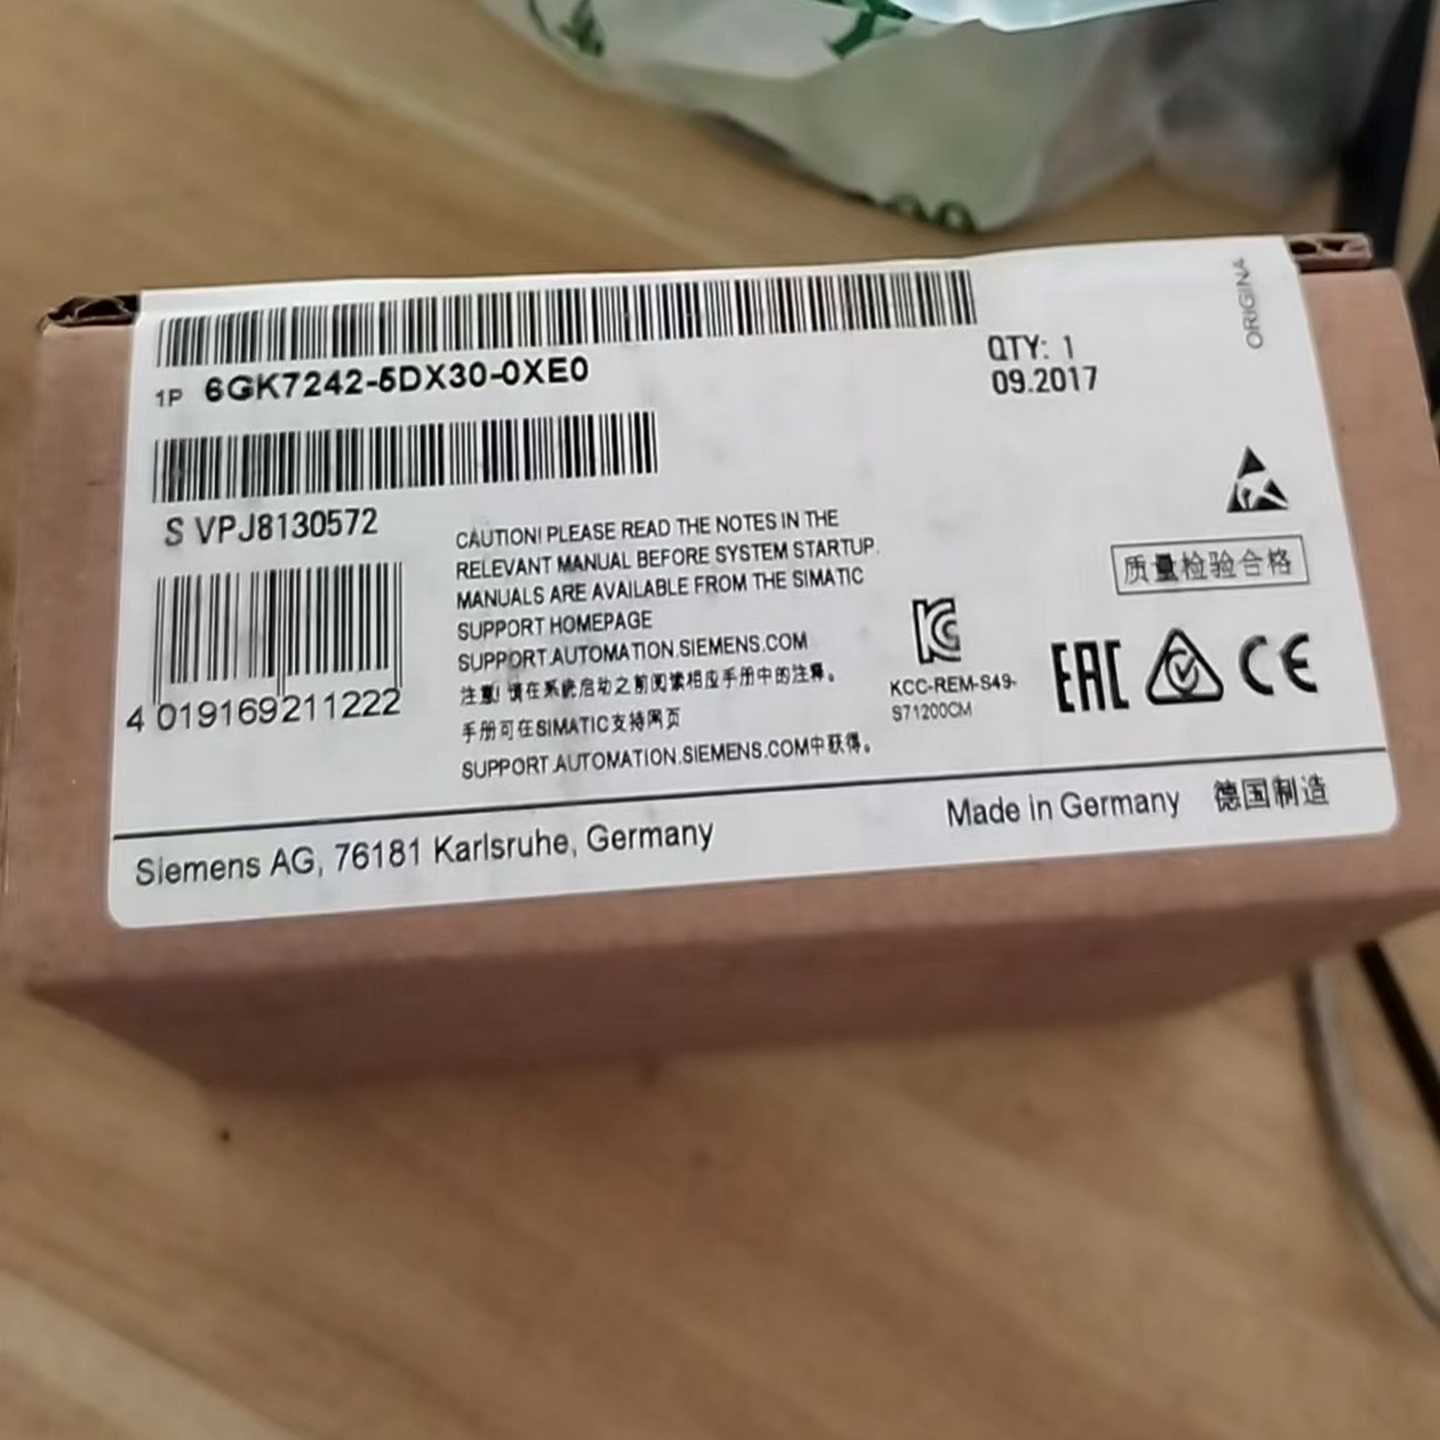 1P 6GK7242-5DX30-0XE0
QTY: 1
09.2017
ORIGINA
S VPJ8130572
4 019169211222
CAUTION! PLEASE READ THE NOTES IN THE
RELEVANT MANUAL BEFORE SYSTEM STARTUP.
MANUALS ARE AVAILABLE FROM THE SIMATIC
SUPPORT HOMEPAGE
SUPPORT.AUTOMATION.SIEMENS.COM
注意! 请在系统启动之前阅读相应手册中的注释。
手册可在SIMATIC支持网页
SUPPORT.AUTOMATION.SIEMENS.COM中获得。
质量检验合格
KCC-REM-S49-
S71200CM
EAC
CE
Siemens AG, 76181 Karlsruhe, Germany
Made in Germany 德国制造